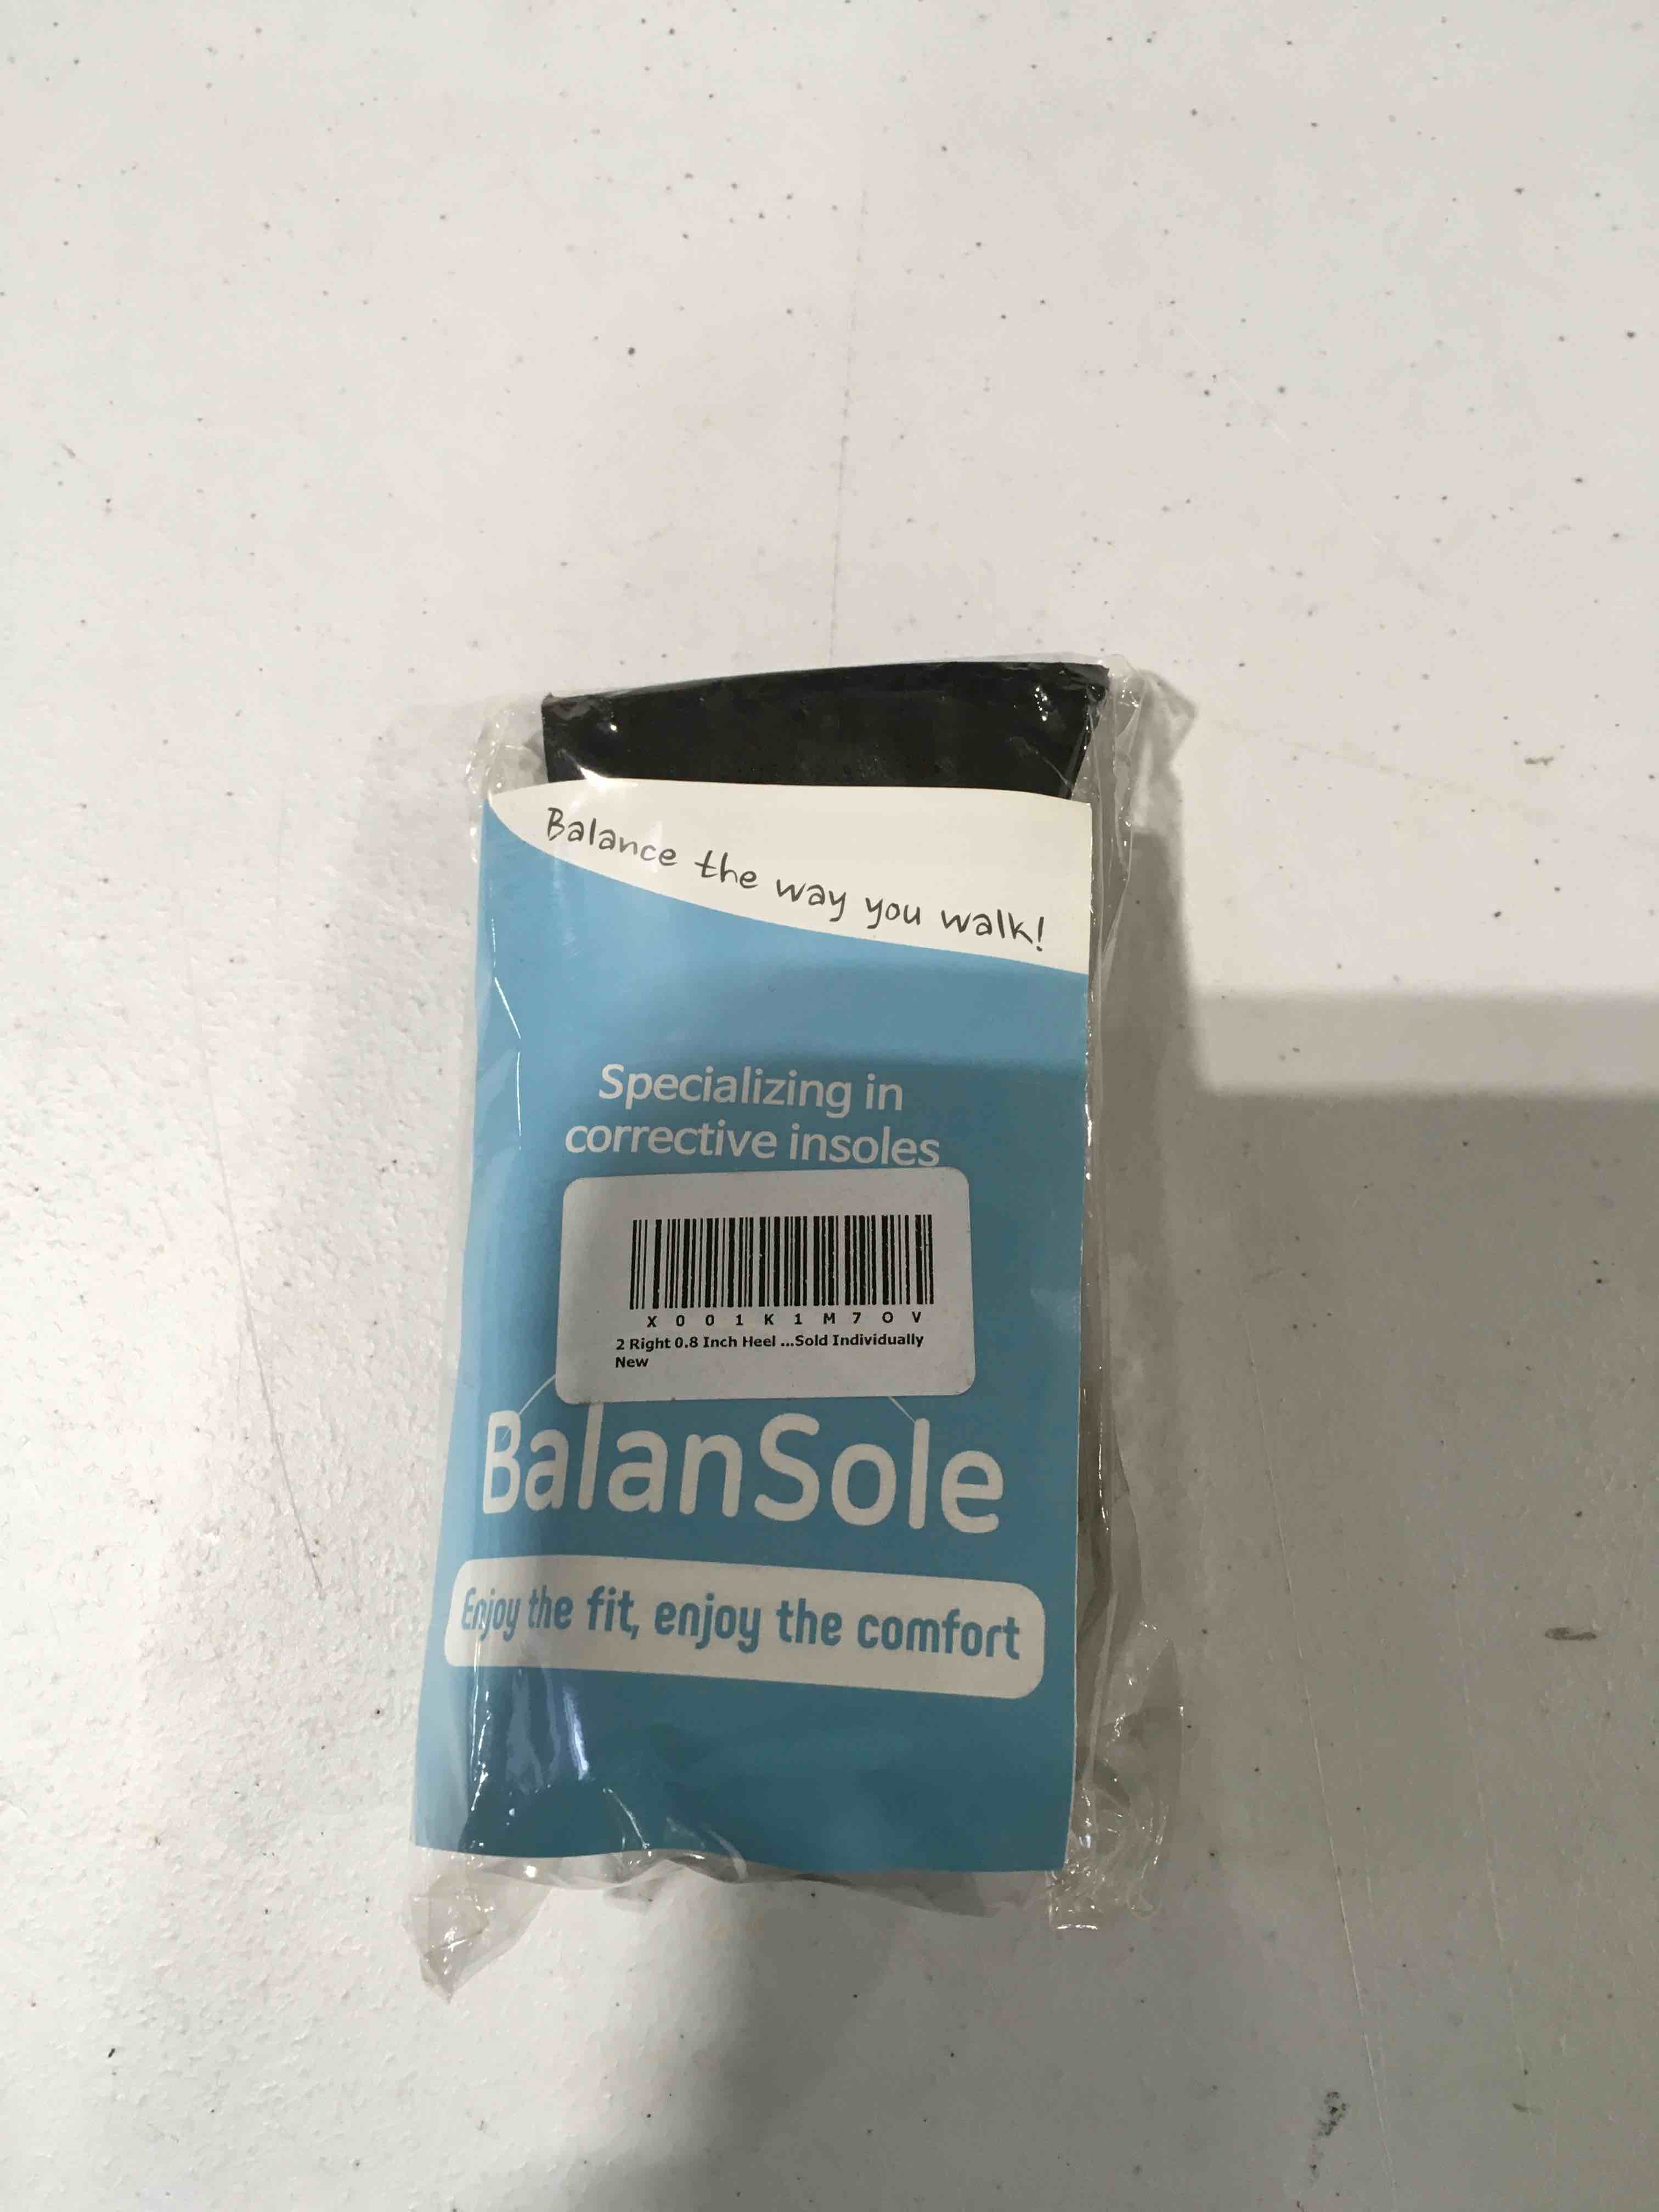 Balance the way you walk!
Specializing in
corrective insoles
X001K1M7OV
2 Right 0.8 Inch Heel ...Sold Individually
New
BalanSole
Enjoy the fit, enjoy the comfort